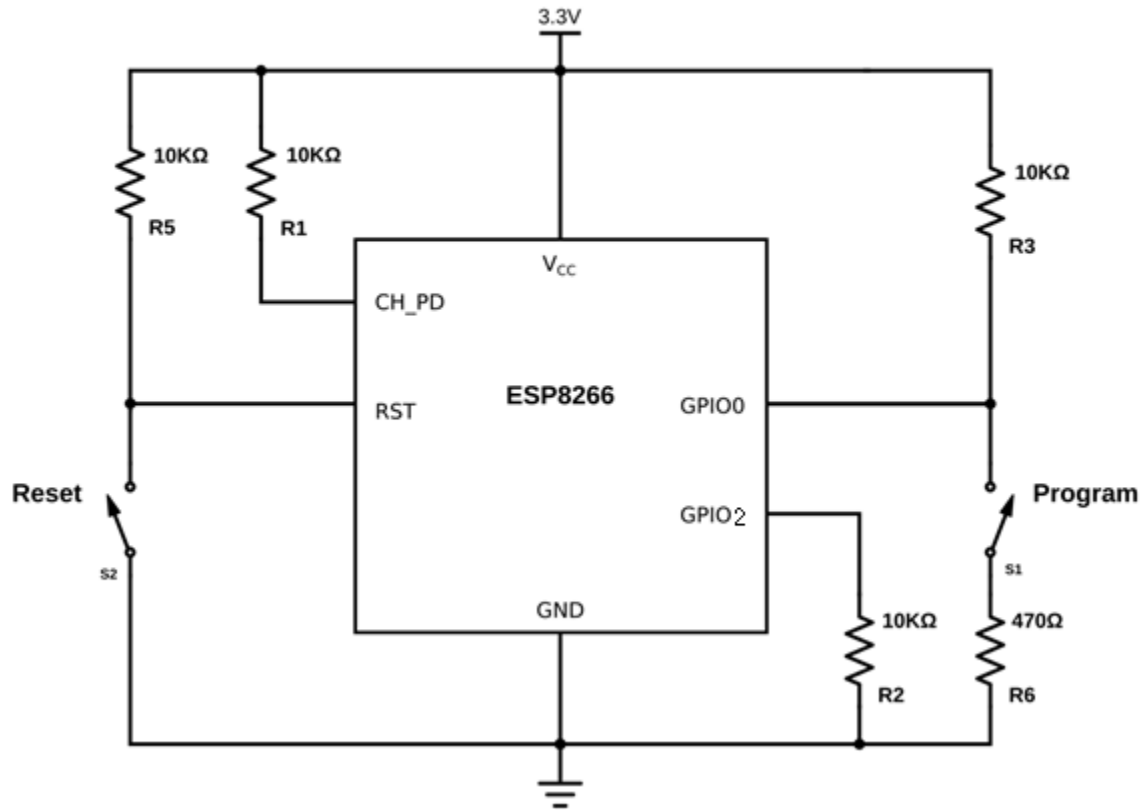 3.3V
10KΩ
R5
10KΩ
R1
10KΩ
R3
V_CC
CH_PD
ESP8266
RST
GPIO0
Reset
S2
GPIO2
Program
S1
GND
10KΩ
R2
470Ω
R6